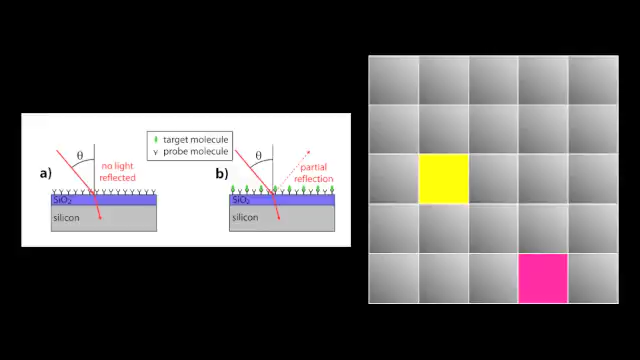 target molecule
probe molecule
a)
θ
no light
reflected
SiO₂
silicon
b)
θ
partial
reflection
SiO₂
silicon